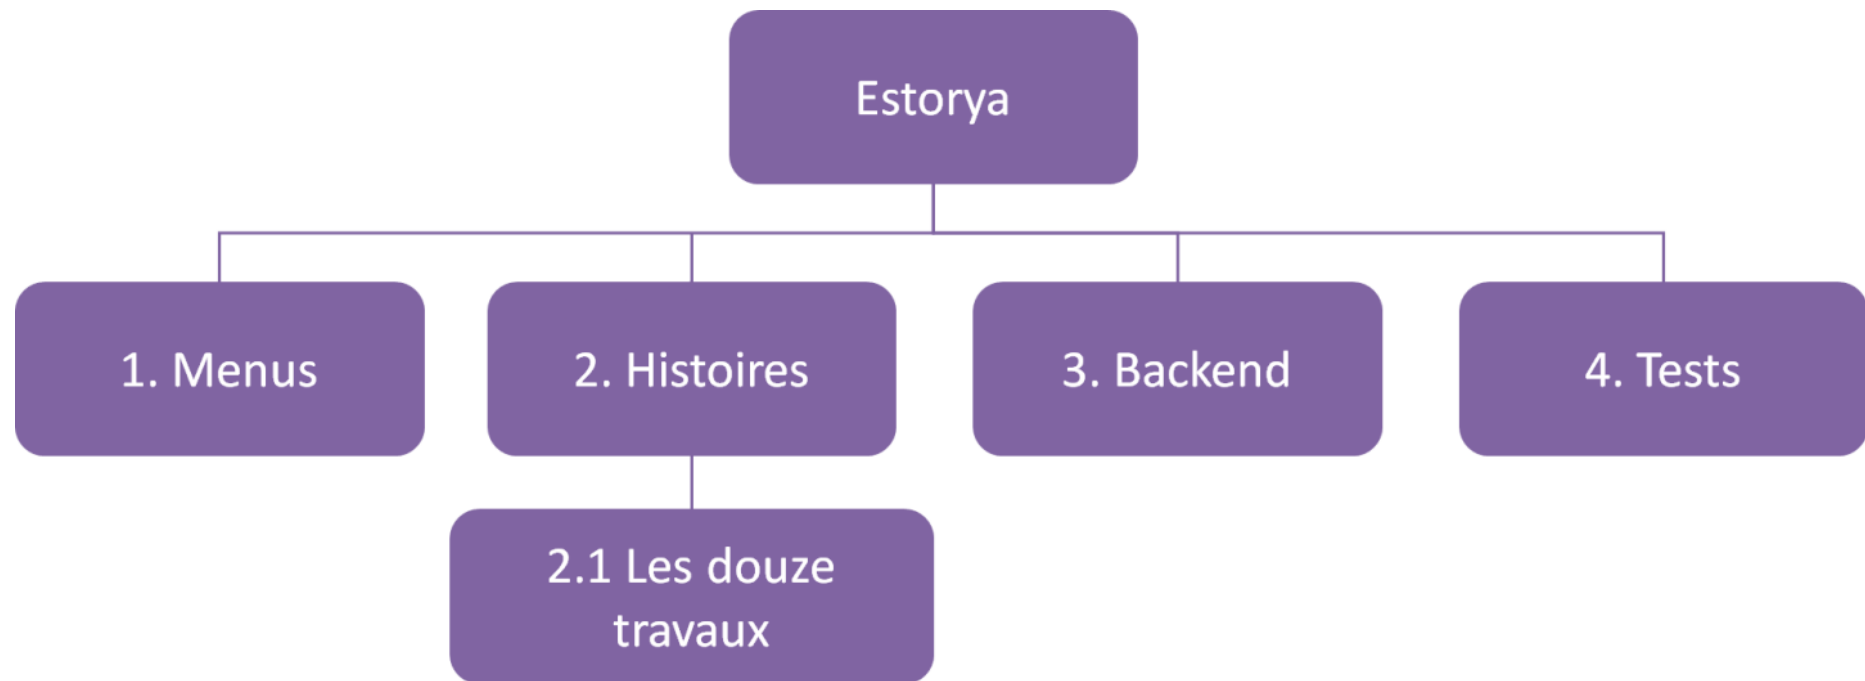 Estorya
1. Menus
2. Histoires
3. Backend
4. Tests
2.1 Les douze
travaux